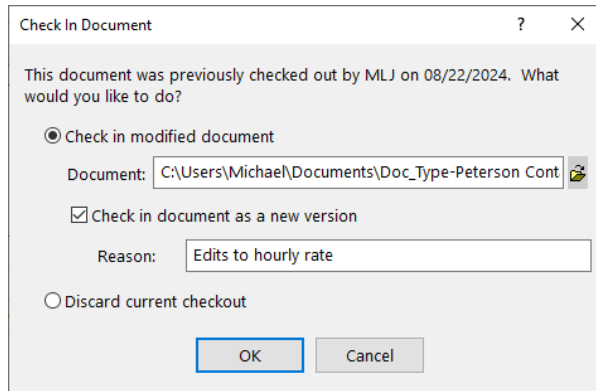 Check In Document ?
This document was previously checked out by MLJ on 08/22/2024. What
would you like to do?
Check in modified document
Document: C:\Users\Michael\Documents\Doc_Type-Peterson Cont
Check in document as a new version
Reason: Edits to hourly rate
Discard current checkout
OK Cancel